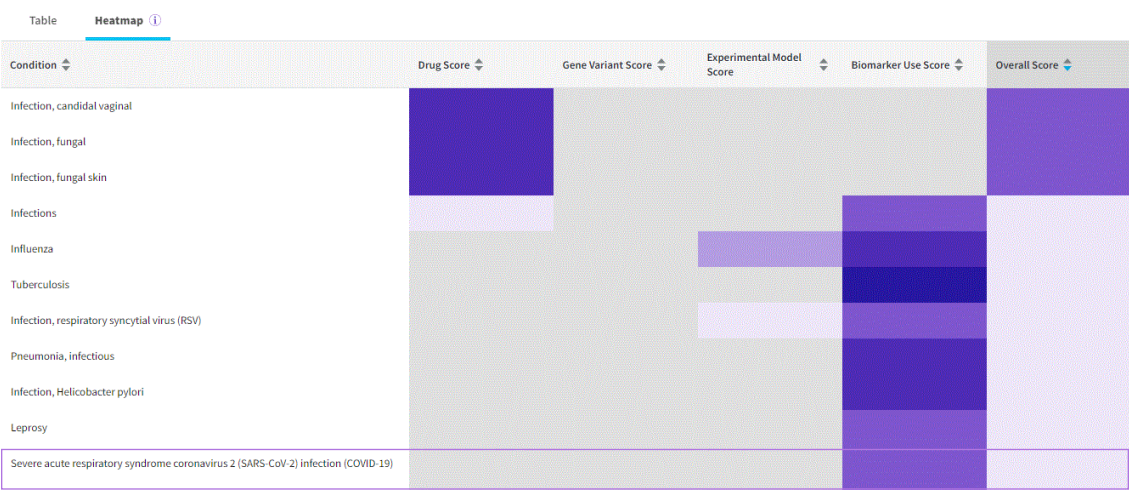 Table Heatmap i
Condition Drug Score Gene Variant Score Experimental Model Score Biomarker Use Score Overall Score
Infection, candidal vaginal
Infection, fungal
Infection, fungal skin
Infections
Influenza
Tuberculosis
Infection, respiratory syncytial virus (RSV)
Pneumonia, infectious
Infection, Helicobacter pylori
Leprosy
Severe acute respiratory syndrome coronavirus 2 (SARS-CoV-2) infection (COVID-19)